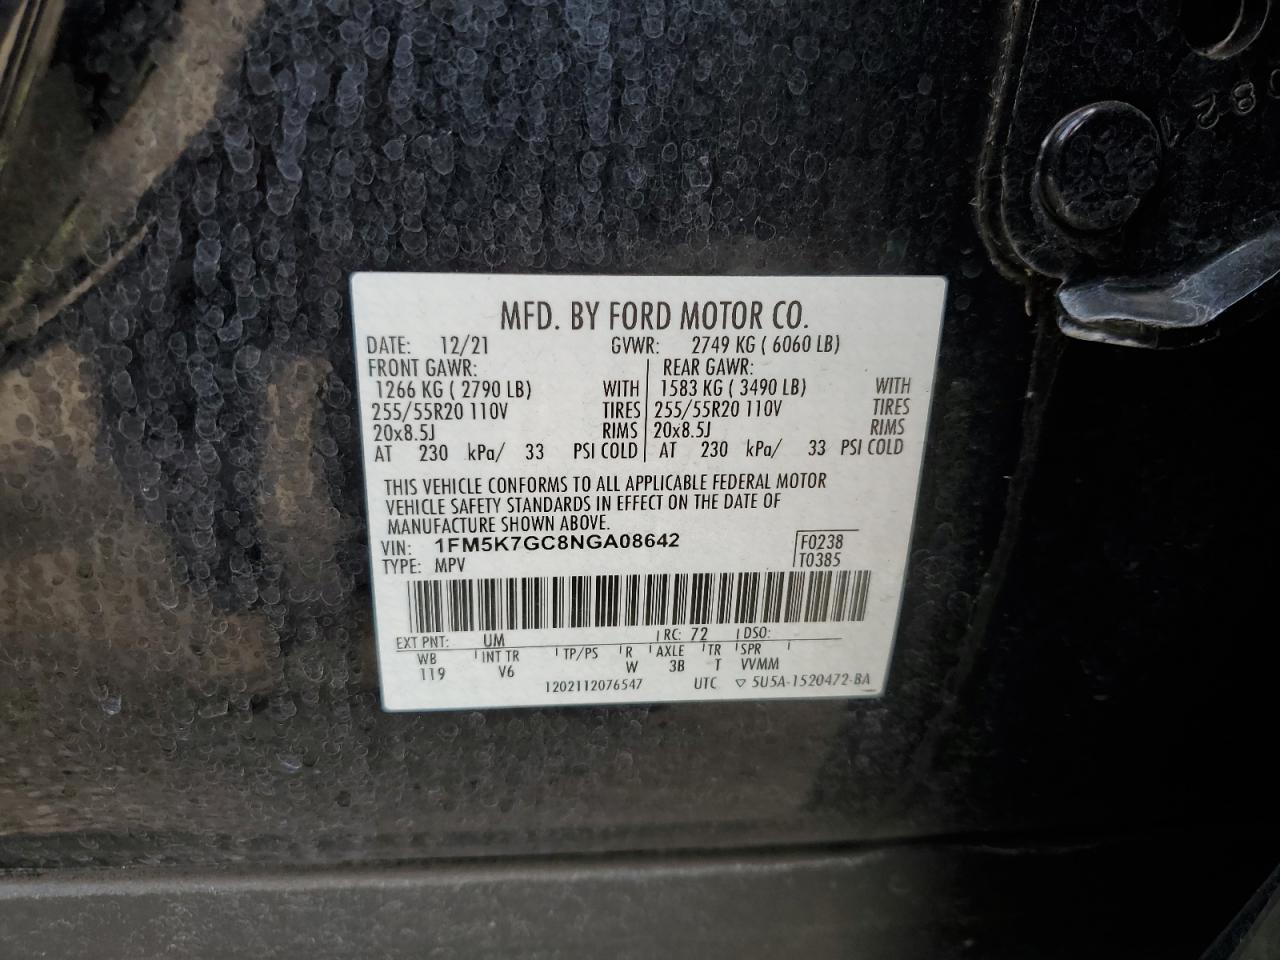 MFD. BY FORD MOTOR CO.
DATE: 12/21 GVWR: 2749 KG ( 6060 LB)
FRONT GAWR: REAR GAWR:
1266 KG ( 2790 LB) WITH 1583 KG ( 3490 LB) WITH
255/55R20 110V TIRES 255/55R20 110V TIRES
20x8.5J RIMS 20x8.5J RIMS
AT 230 kPa/ 33 PSI COLD AT 230 kPa/ 33 PSI COLD
THIS VEHICLE CONFORMS TO ALL APPLICABLE FEDERAL MOTOR
VEHICLE SAFETY STANDARDS IN EFFECT ON THE DATE OF
MANUFACTURE SHOWN ABOVE.
VIN: 1FM5K7GC8NGA08642 F0238
TYPE: MPV T0385
EXT PNT: UM RC: 72 DSO:
WB INT TR TP/PS R AXLE TR SPR
119 V6 W 3B T VVMM
1202112076547 UTC ▽ 5U5A-1520472-BA